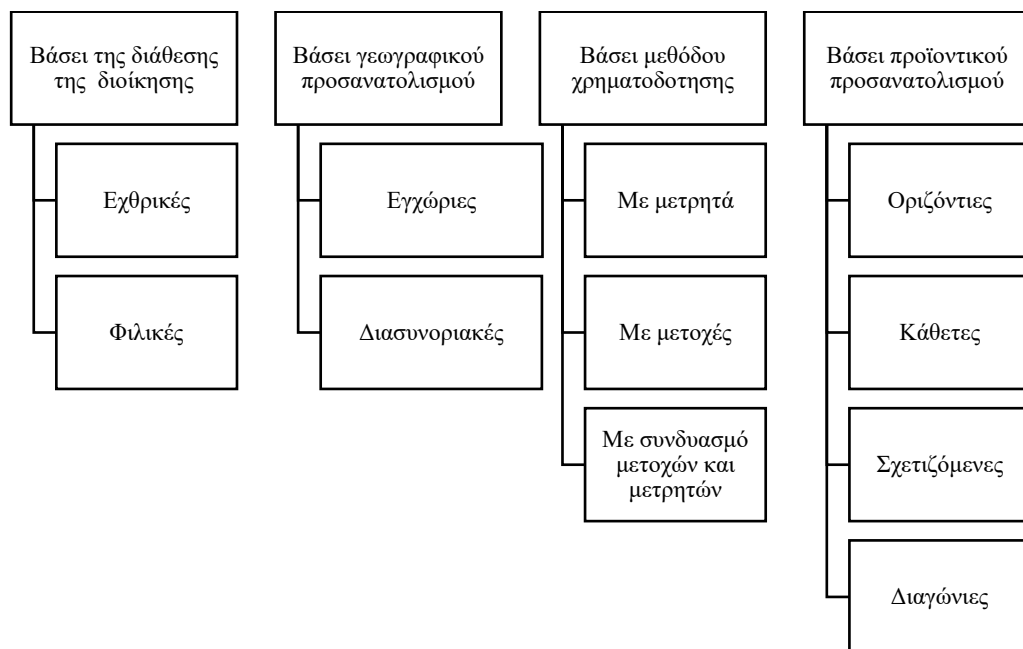 Βάσει της διάθεσης
της διοίκησης
Εχθρικές
Φιλικές
Βάσει γεωγραφικού
προσανατολισμού
Εγχώριες
Διασυνοριακές
Βάσει μεθόδου
χρηματοδοτησης
Με μετρητά
Με μετοχές
Με συνδυασμό
μετοχών και
μετρητών
Βάσει προϊοντικού
προσανατολισμού
Οριζόντιες
Κάθετες
Σχετιζόμενες
Διαγώνιες